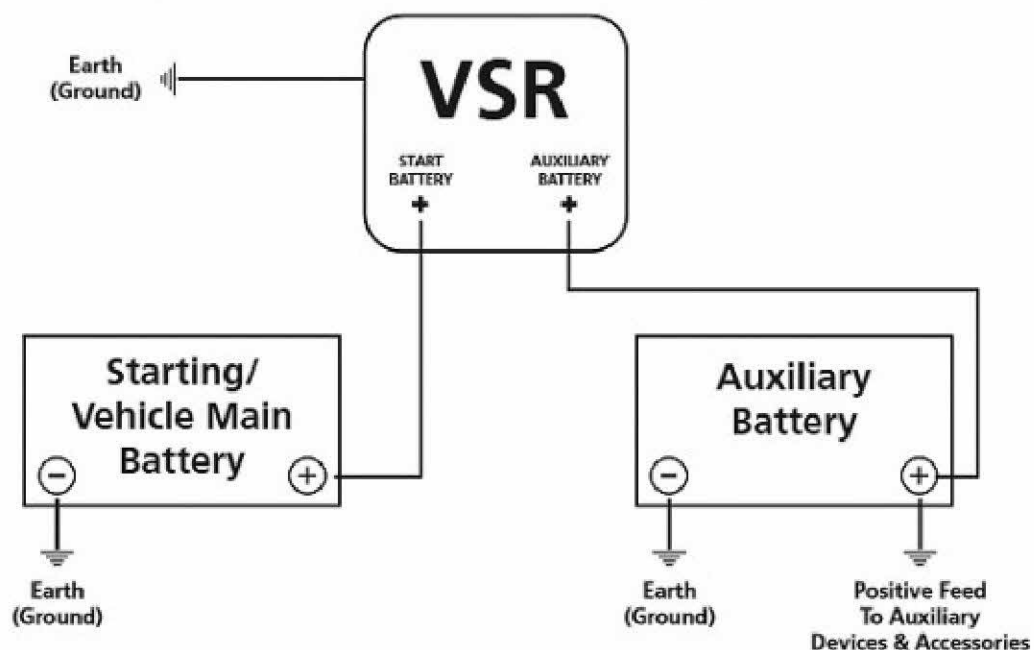 Earth
(Ground)
VSR
START
BATTERY
+
AUXILIARY
BATTERY
+
Starting/
Vehicle Main
Battery
−
+
Earth
(Ground)
Auxiliary
Battery
−
+
Earth
(Ground)
Positive Feed
To Auxiliary
Devices & Accessories